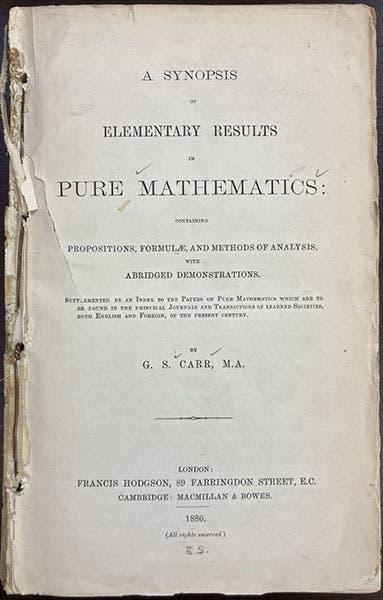 A SYNOPSIS
OF
ELEMENTARY RESULTS
IN
PURE MATHEMATICS:
CONTAINING
PROPOSITIONS, FORMULÆ, AND METHODS OF ANALYSIS,
WITH
ABRIDGED DEMONSTRATIONS.
SUPPLEMENTED BY AN INDEX TO THE PAPERS ON PURE MATHEMATICS WHICH ARE TO
BE FOUND IN THE PRINCIPAL JOURNALS AND TRANSACTIONS OF LEARNED SOCIETIES,
BOTH ENGLISH AND FOREIGN, OF THE PRESENT CENTURY.
BY
G. S. CARR, M.A.
LONDON:
FRANCIS HODGSON, 89 FARRINGDON STREET, E.C.
CAMBRIDGE: MACMILLAN & BOWES.
1886.
(All rights reserved)
E.S.